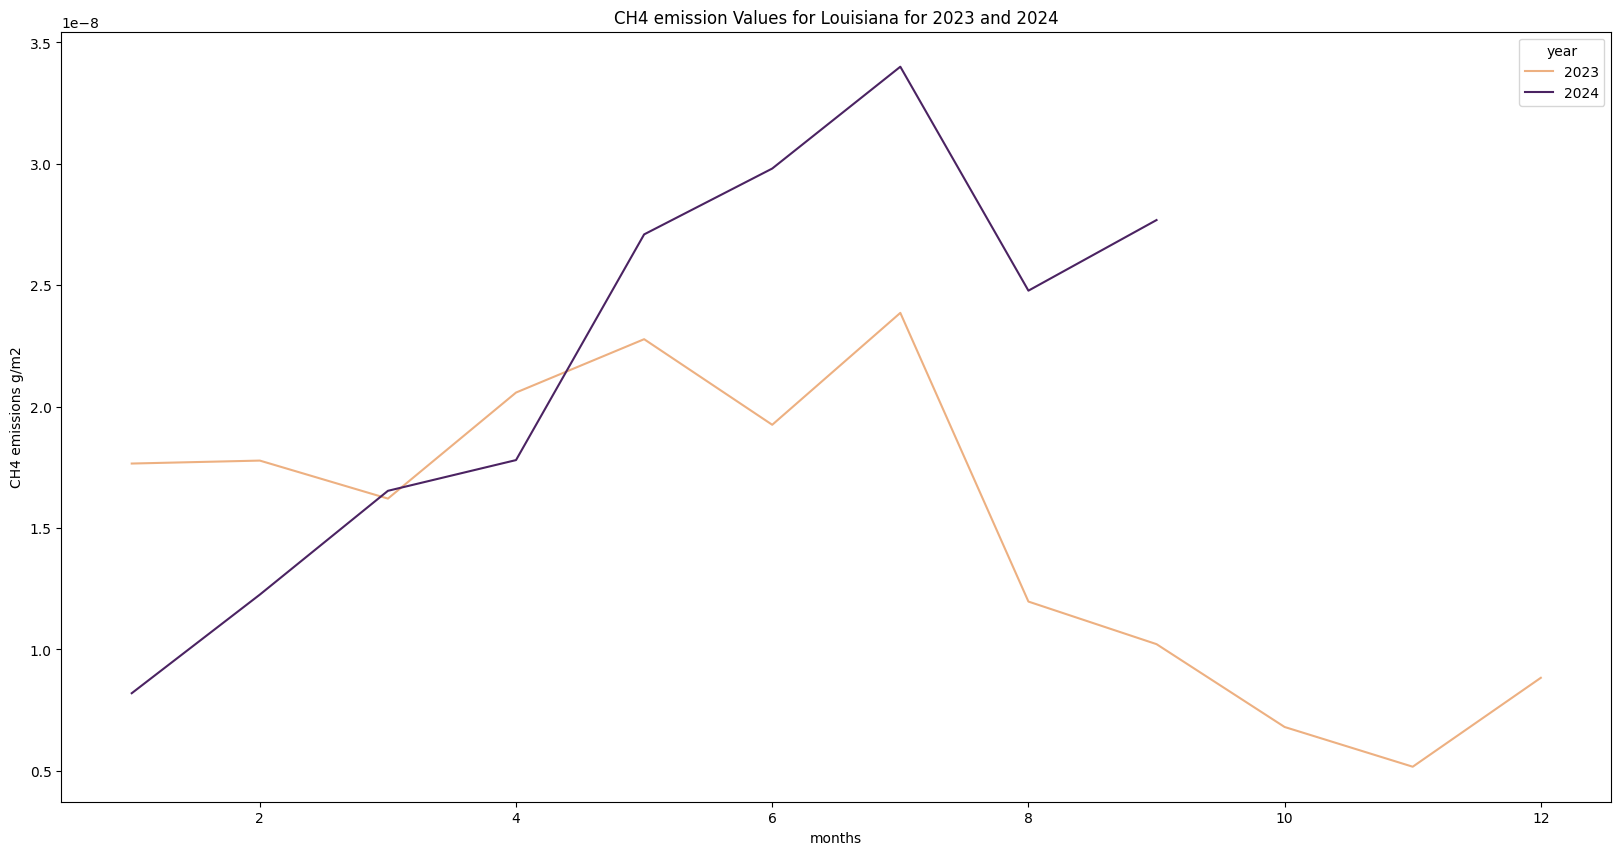 CH4 emission Values for Louisiana for 2023 and 2024
1e−8
3.5
3.0
2.5
2.0
1.5
1.0
0.5
CH4 emissions g/m2
year
2023
2024
2 4 6 8 10 12
months